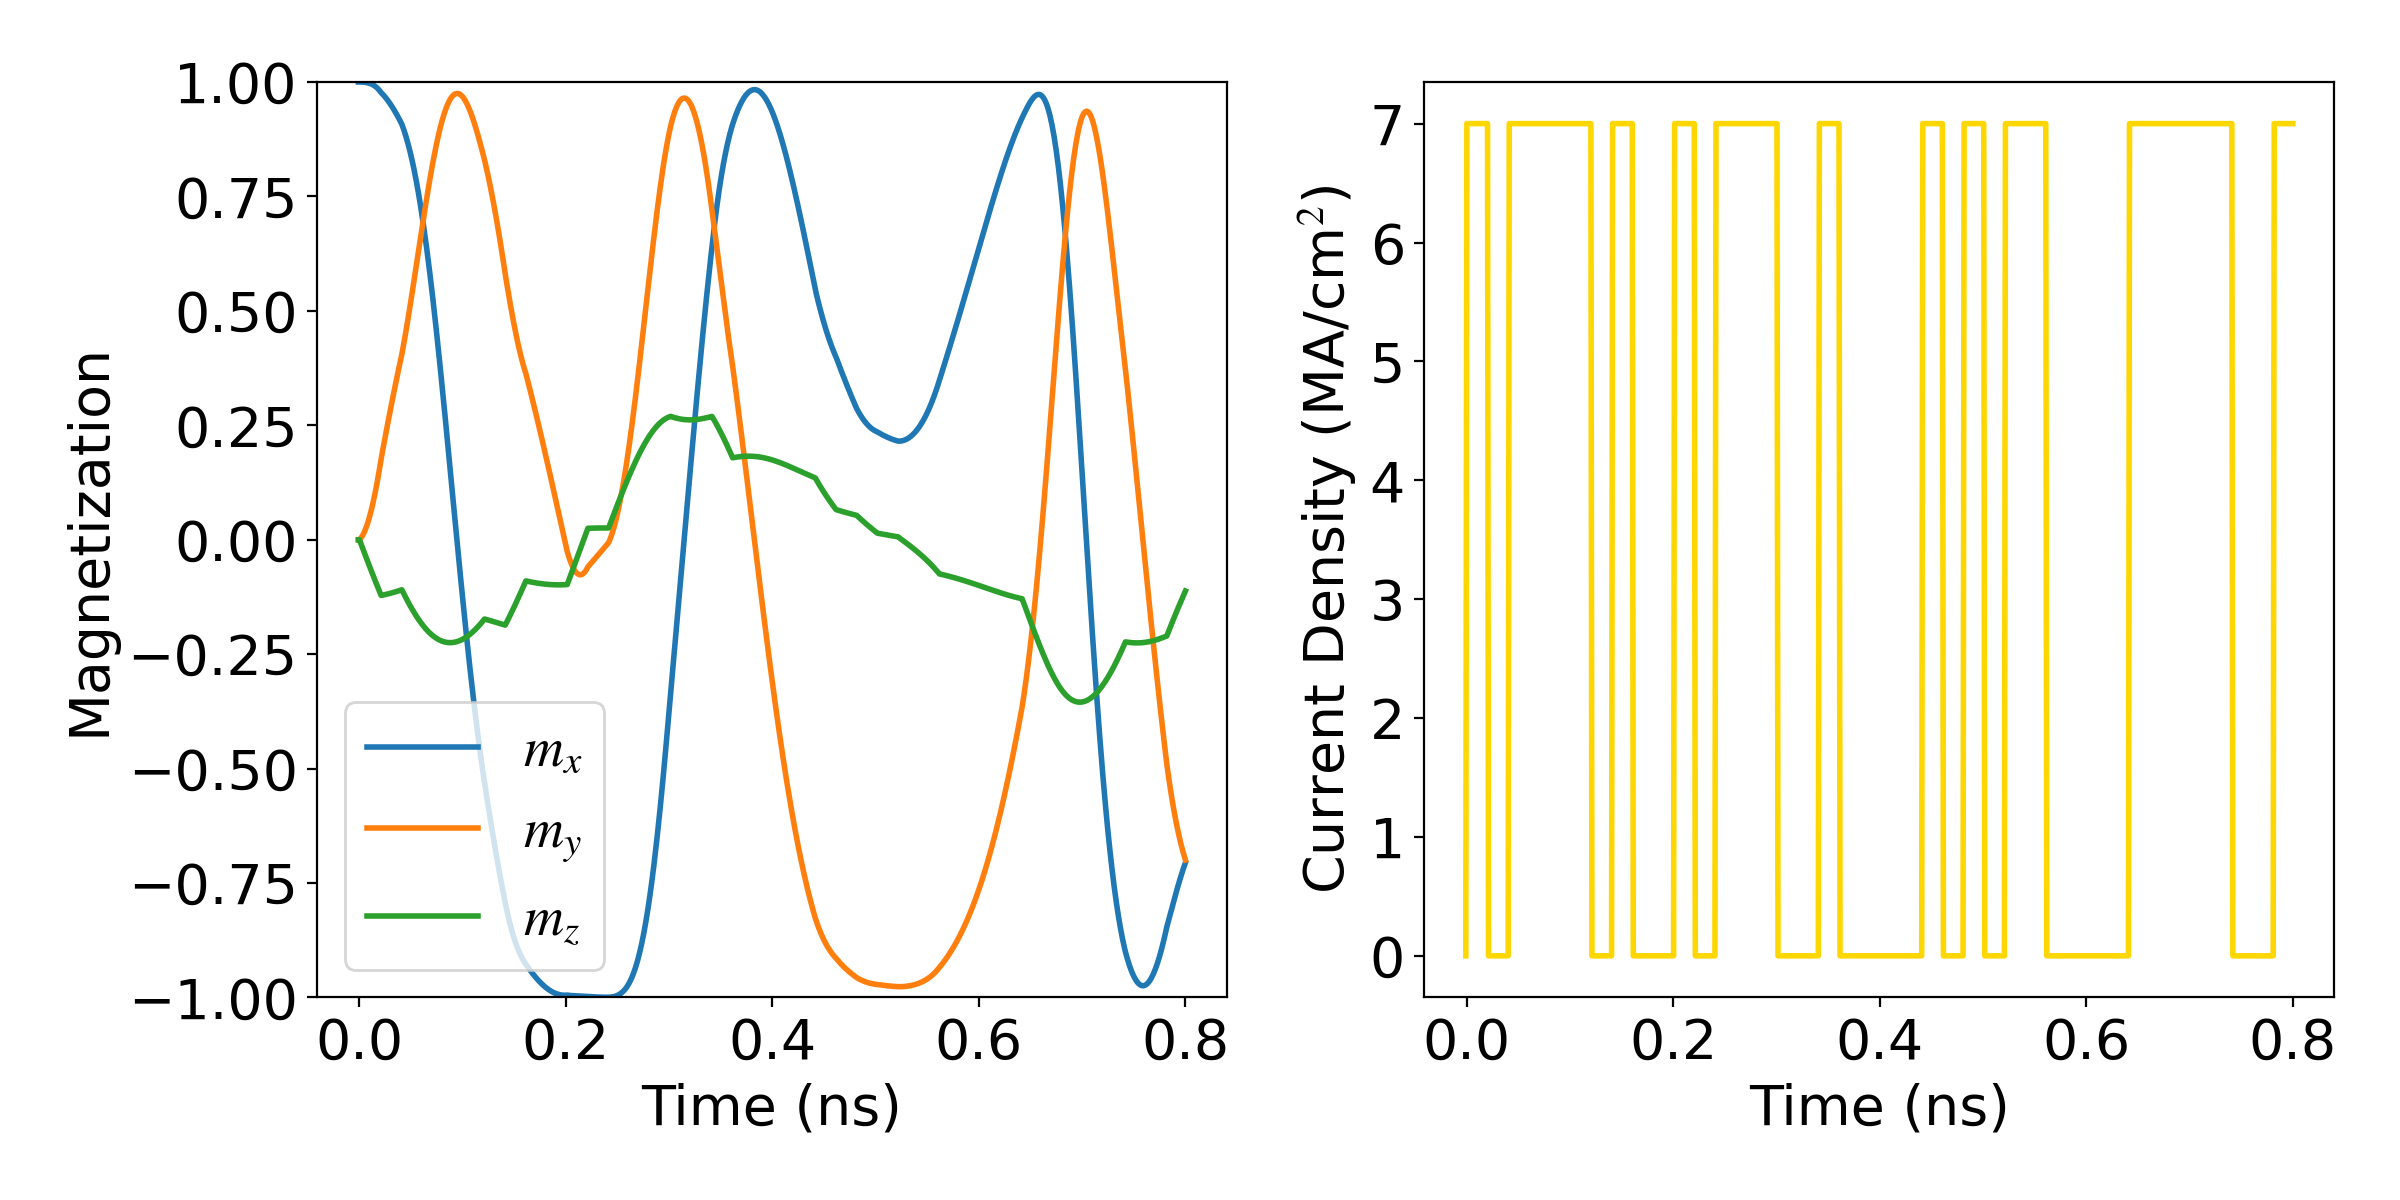 Magnetization
1.00
0.75
0.50
0.25
0.00
−0.25
−0.50
−0.75
−1.00
m_x
m_y
m_z
0.0 0.2 0.4 0.6 0.8
Time (ns)
Current Density (MA/cm²)
7
6
5
4
3
2
1
0
0.0 0.2 0.4 0.6 0.8
Time (ns)